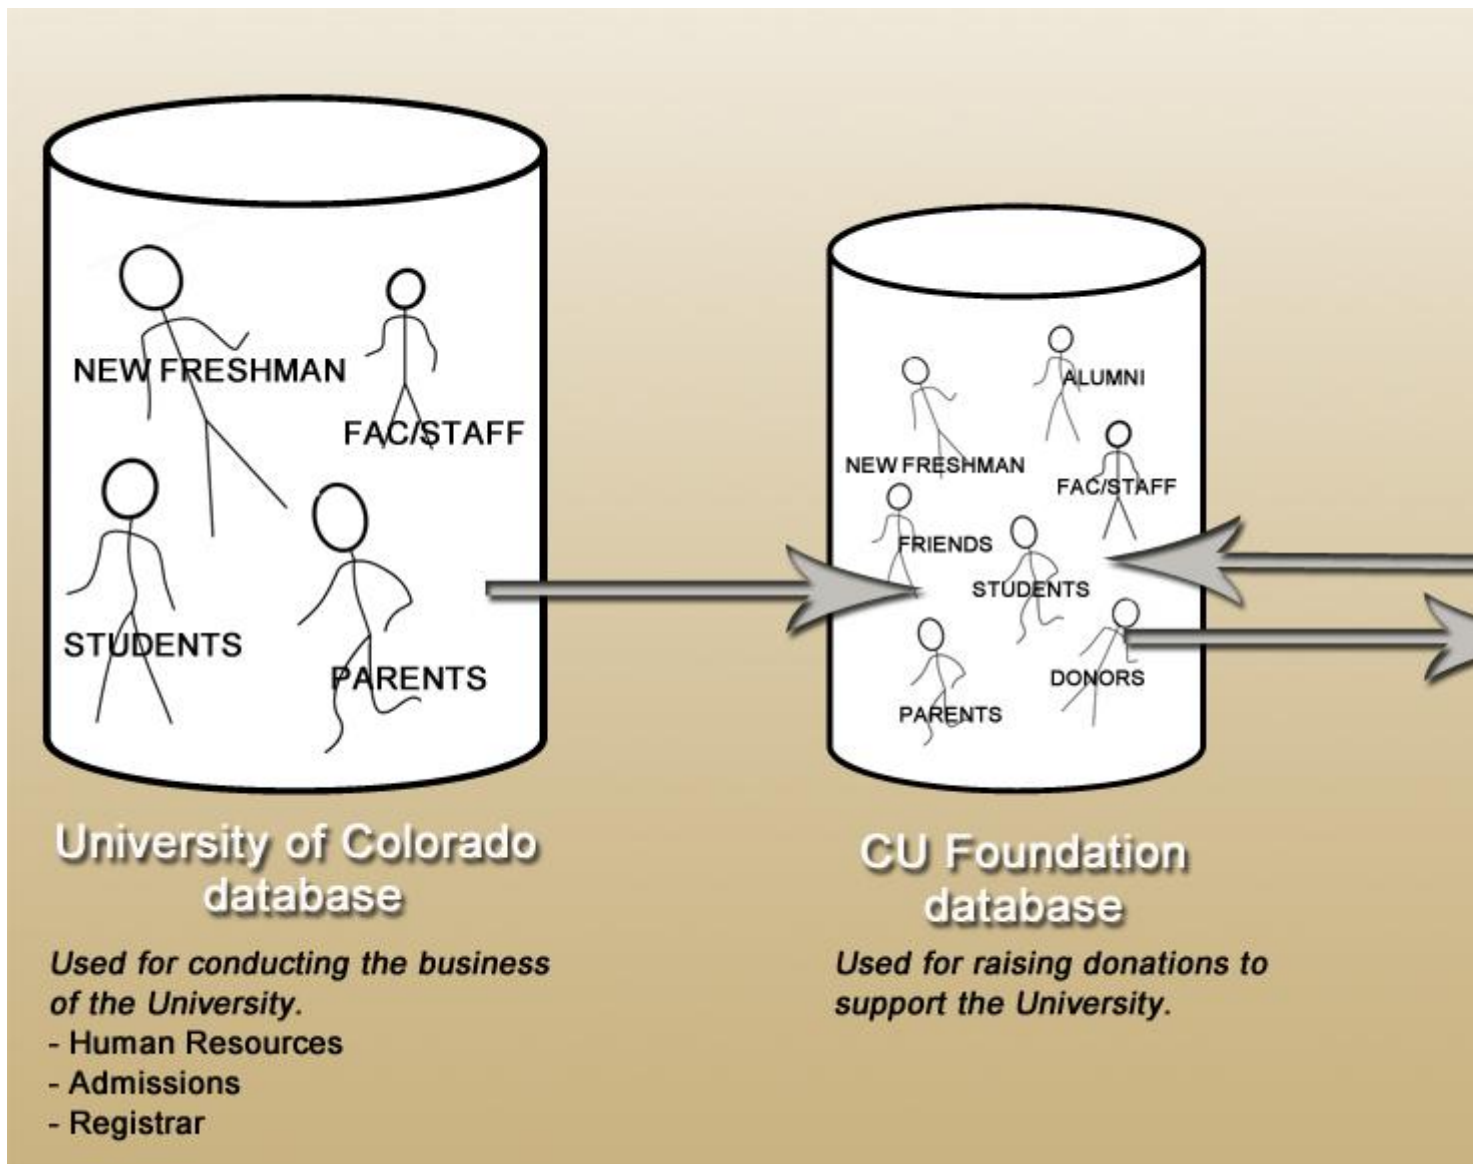 NEW FRESHMAN
FAC/STAFF
STUDENTS
PARENTS
University of Colorado
database
Used for conducting the business
of the University.
- Human Resources
- Admissions
- Registrar
ALUMNI
NEW FRESHMAN
FAC/STAFF
FRIENDS
STUDENTS
DONORS
PARENTS
CU Foundation
database
Used for raising donations to
support the University.